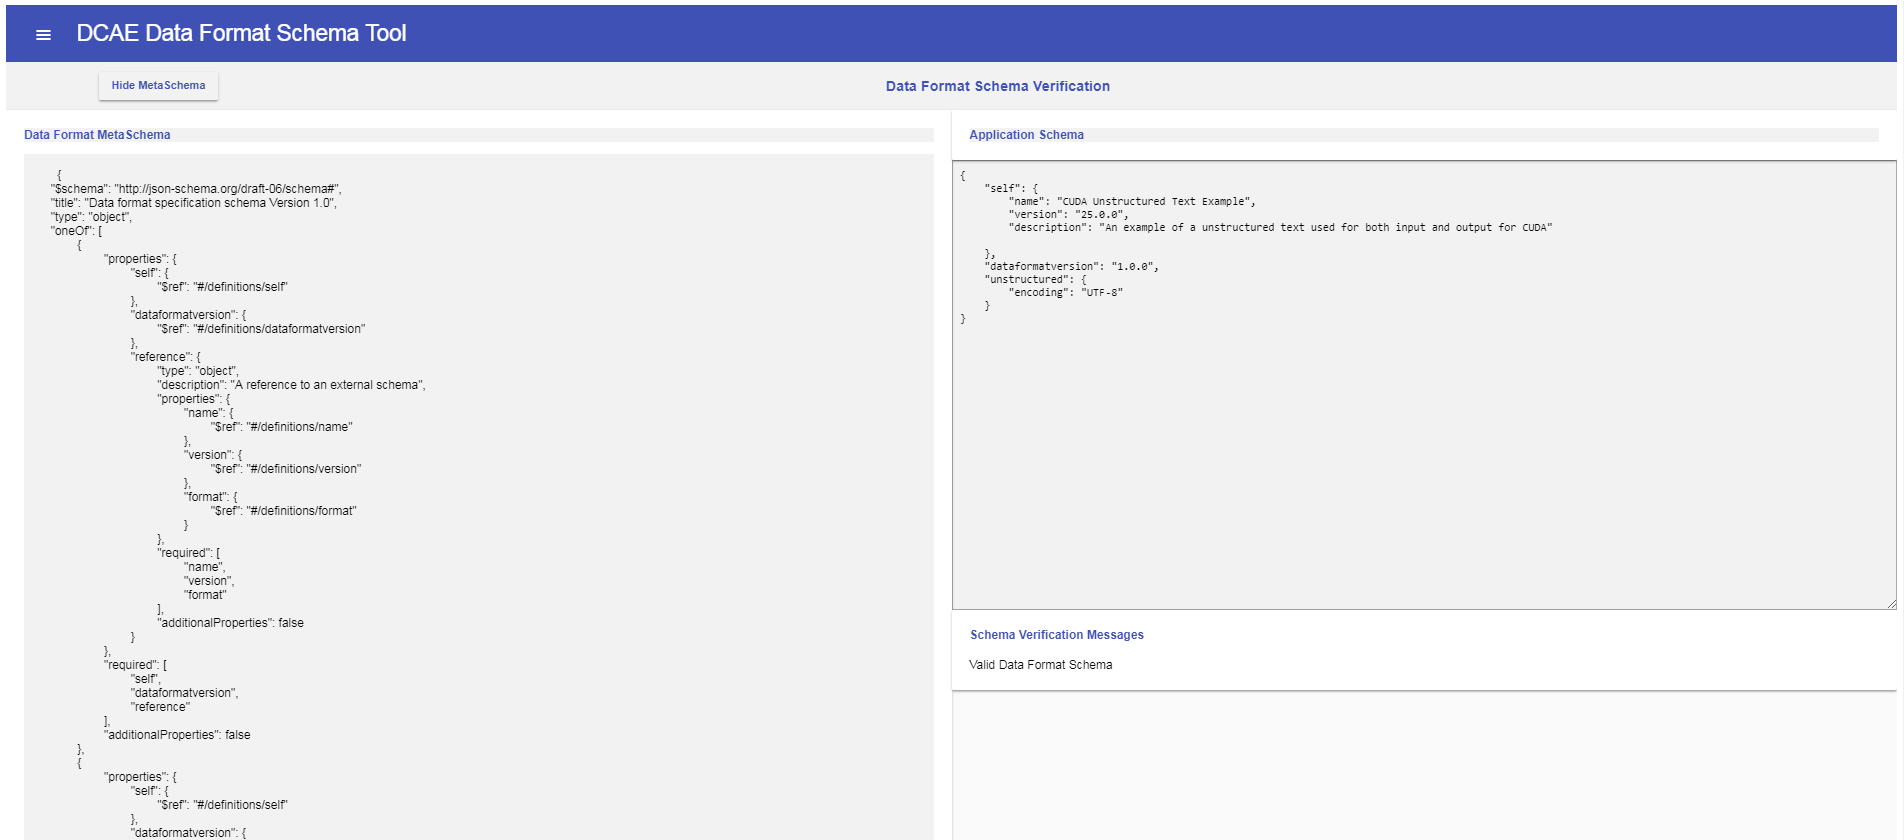 DCAE Data Format Schema Tool
Hide MetaSchema
Data Format Schema Verification
Data Format MetaSchema
{
"$schema": "http://json-schema.org/draft-06/schema#",
"title": "Data format specification schema Version 1.0",
"type": "object",
"oneOf": [
{
"properties": {
"self": {
"$ref": "#/definitions/self"
},
"dataformatversion": {
"$ref": "#/definitions/dataformatversion"
},
"reference": {
"type": "object",
"description": "A reference to an external schema",
"properties": {
"name": {
"$ref": "#/definitions/name"
},
"version": {
"$ref": "#/definitions/version"
},
"format": {
"$ref": "#/definitions/format"
}
},
"required": [
"name",
"version",
"format"
],
"additionalProperties": false
}
},
"required": [
"self",
"dataformatversion",
"reference"
],
"additionalProperties": false
},
{
"properties": {
"self": {
"$ref": "#/definitions/self"
},
"dataformatversion": {
Application Schema
{
"self": {
"name": "CUDA Unstructured Text Example",
"version": "25.0.0",
"description": "An example of a unstructured text used for both input and output for CUDA"
},
"dataformatversion": "1.0.0",
"unstructured": {
"encoding": "UTF-8"
}
}
Schema Verification Messages
Valid Data Format Schema